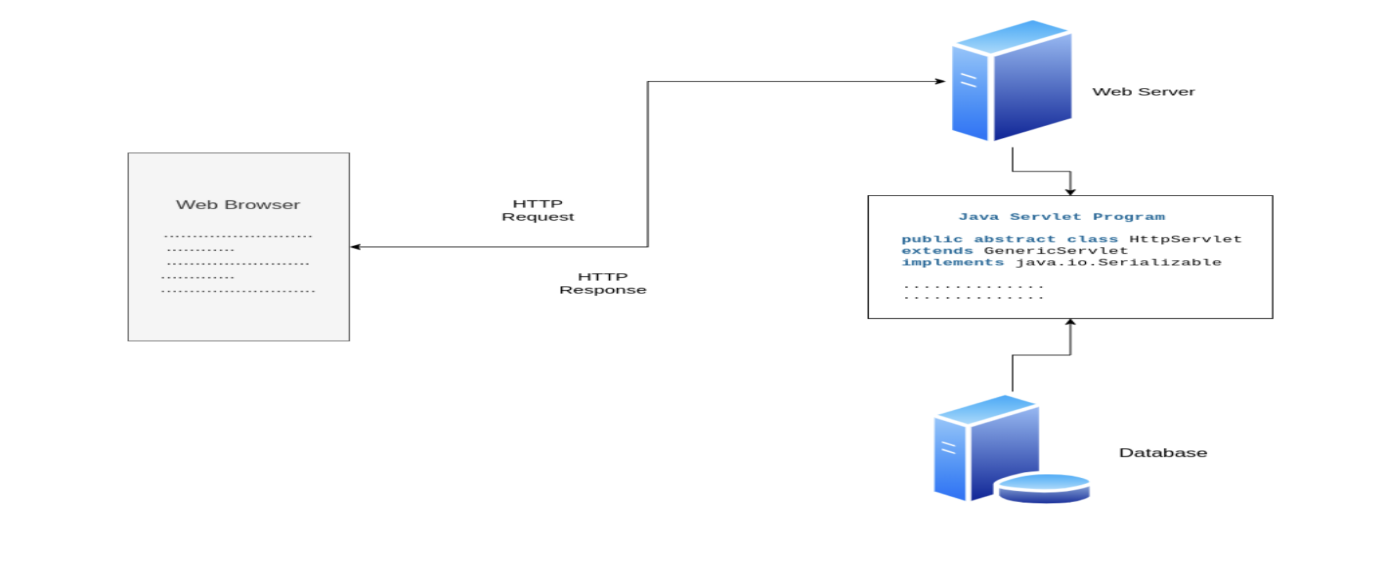 Web Server
Web Browser
HTTP
Request
HTTP
Response
Java Servlet Program
public abstract class HttpServlet
extends GenericServlet
implements java.io.Serializable
..............
..............
Database